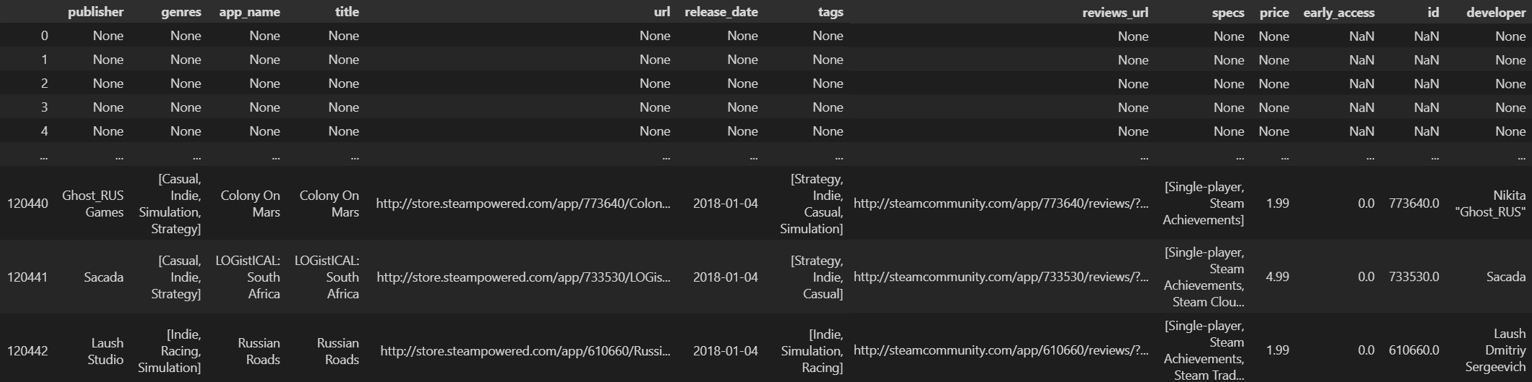 publisher genres app_name title url release_date tags reviews_url specs price early_access id developer
0 None None None None None None None None None None NaN NaN None
1 None None None None None None None None None None NaN NaN None
2 None None None None None None None None None None NaN NaN None
3 None None None None None None None None None None NaN NaN None
4 None None None None None None None None None None NaN NaN None
... ... ... ... ... ... ... ... ... ... ... ... ... ...
120440 Ghost_RUS Games [Casual, Indie, Simulation, Strategy] Colony On Mars Colony On Mars http://store.steampowered.com/app/773640/Colon... 2018-01-04 [Strategy, Indie, Casual, Simulation] http://steamcommunity.com/app/773640/reviews/?... [Single-player, Steam Achievements] 1.99 0.0 773640.0 Nikita "Ghost_RUS"
120441 Sacada [Casual, Indie, Strategy] LOGistICAL: South Africa LOGistICAL: South Africa http://store.steampowered.com/app/733530/LOGis... 2018-01-04 [Strategy, Indie, Casual] http://steamcommunity.com/app/733530/reviews/?... [Single-player, Steam Achievements, Steam Clou... 4.99 0.0 733530.0 Sacada
120442 Laush Studio [Indie, Racing, Simulation] Russian Roads Russian Roads http://store.steampowered.com/app/610660/Russi... 2018-01-04 [Indie, Simulation, Racing] http://steamcommunity.com/app/610660/reviews/?... [Single-player, Steam Achievements, Steam Trad... 1.99 0.0 610660.0 Laush Dmitriy Sergeevich